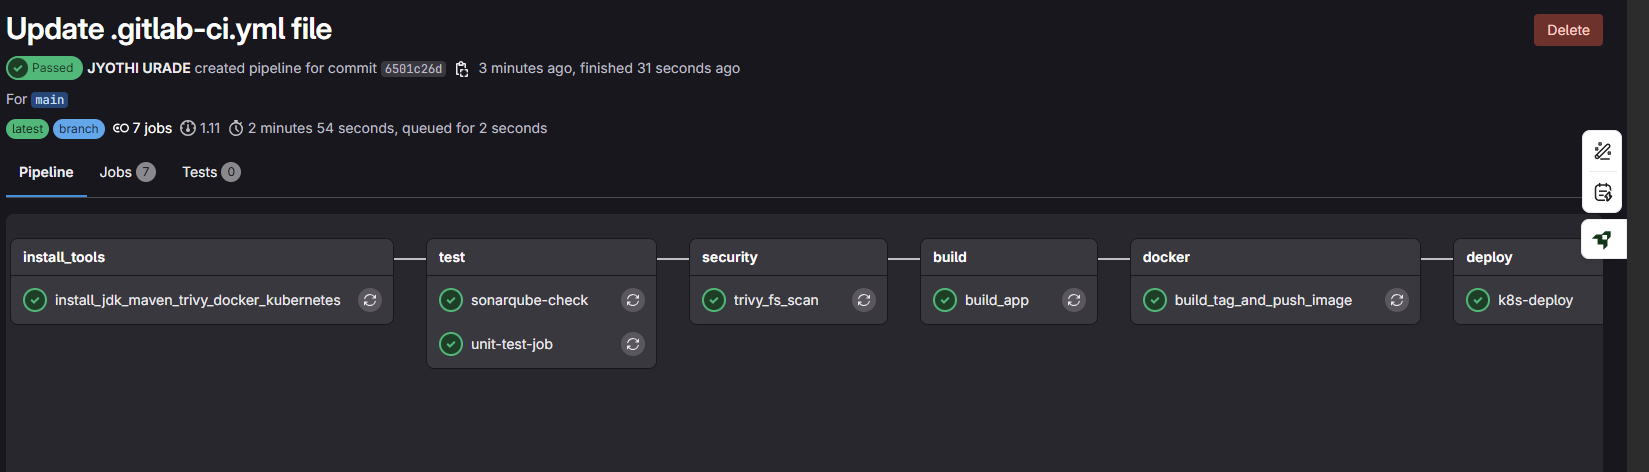 Update .gitlab-ci.yml file
Delete
Passed JYOTHI URADE created pipeline for commit 6501c26d 3 minutes ago, finished 31 seconds ago
For main
latest branch 7 jobs 1.11 2 minutes 54 seconds, queued for 2 seconds
Pipeline Jobs 7 Tests 0
install_tools test security build docker deploy
install_jdk_maven_trivy_docker_kubernetes sonarqube-check trivy_fs_scan build_app build_tag_and_push_image k8s-deploy
unit-test-job